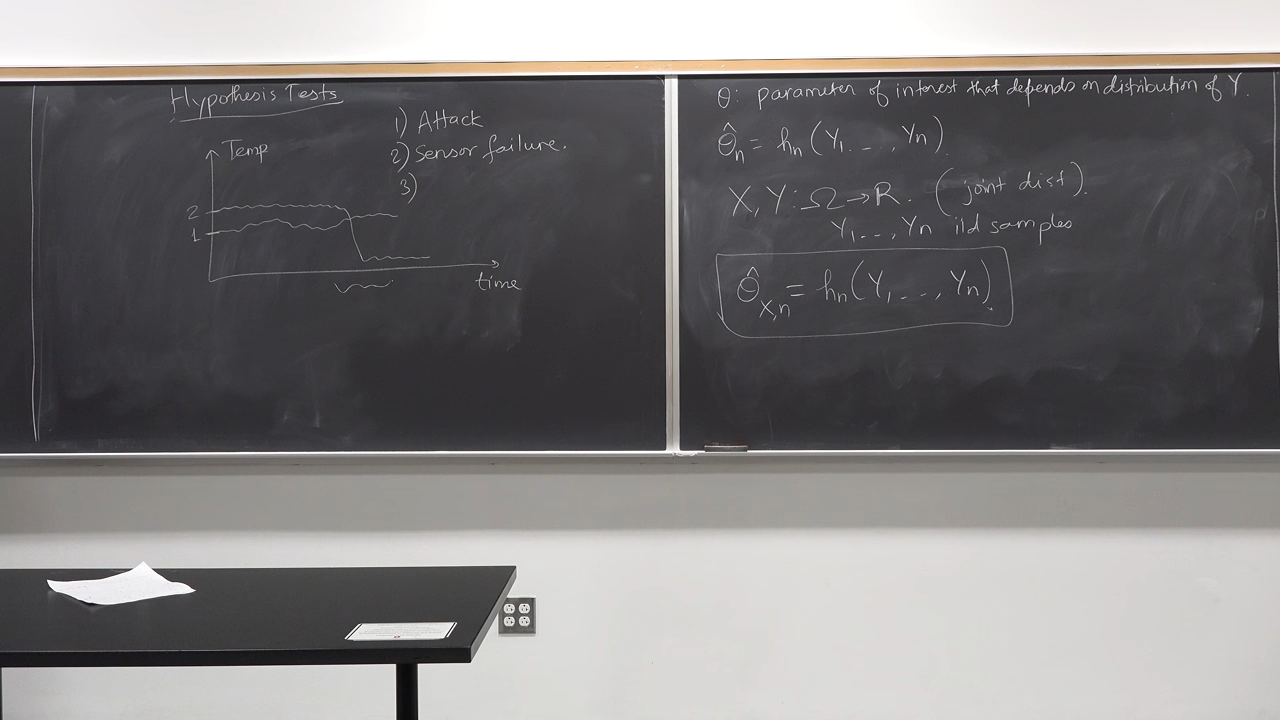 Hypothesis Tests
Temp
2
1
time
1) Attack
2) Sensor failure.
3)
θ: parameter of interest that depends on distribution of Y.
θ̂ₙ = hₙ(Y₁, ..., Yₙ)
X, Y: Ω → R. (joint dist).
Y₁, ..., Yₙ iid samples
θ̂_{X,n} = hₙ(Y₁, ..., Yₙ)